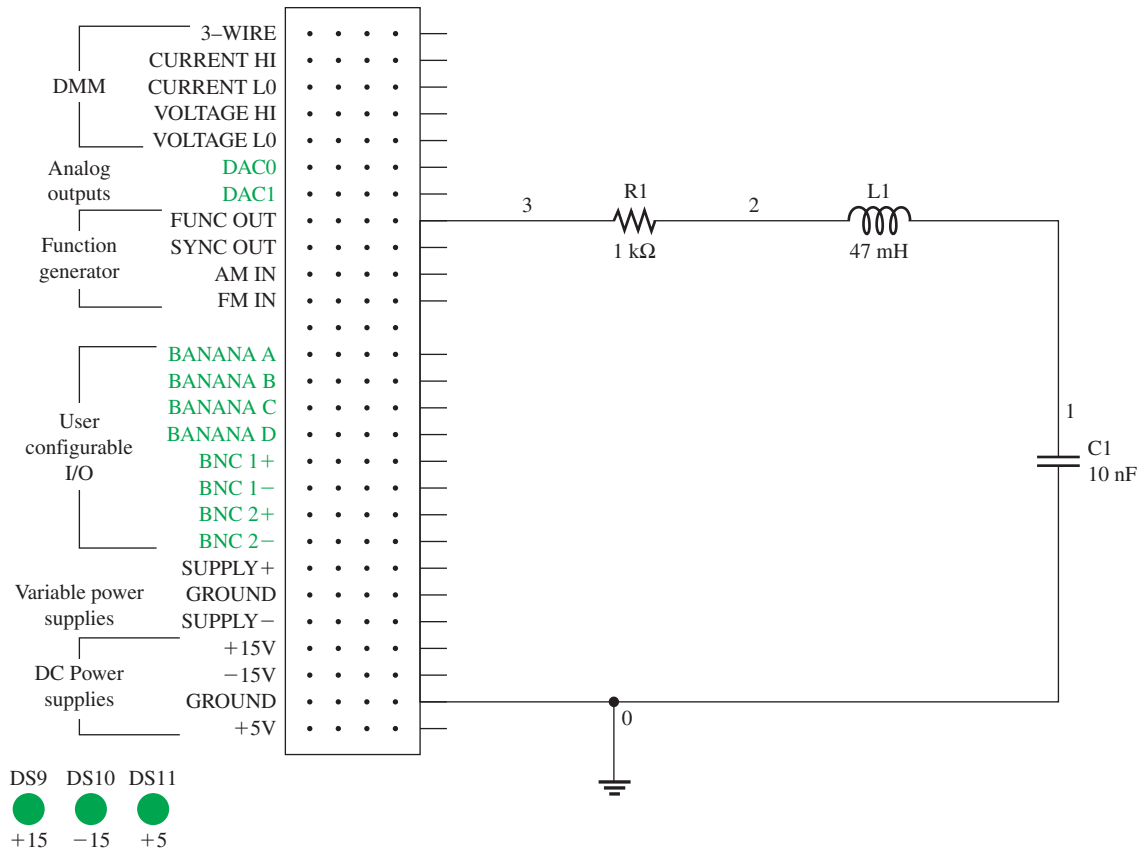 DMM
3–WIRE
CURRENT HI
CURRENT L0
VOLTAGE HI
VOLTAGE L0
Analog
outputs
DAC0
DAC1
Function
generator
FUNC OUT
SYNC OUT
AM IN
FM IN
User
configurable
I/O
BANANA A
BANANA B
BANANA C
BANANA D
BNC 1+
BNC 1−
BNC 2+
BNC 2−
Variable power
supplies
SUPPLY+
GROUND
SUPPLY−
DC Power
supplies
+15V
−15V
GROUND
+5V
3
R1
1 kΩ
2
L1
47 mH
1
C1
10 nF
0
DS9 DS10 DS11
+15 −15 +5